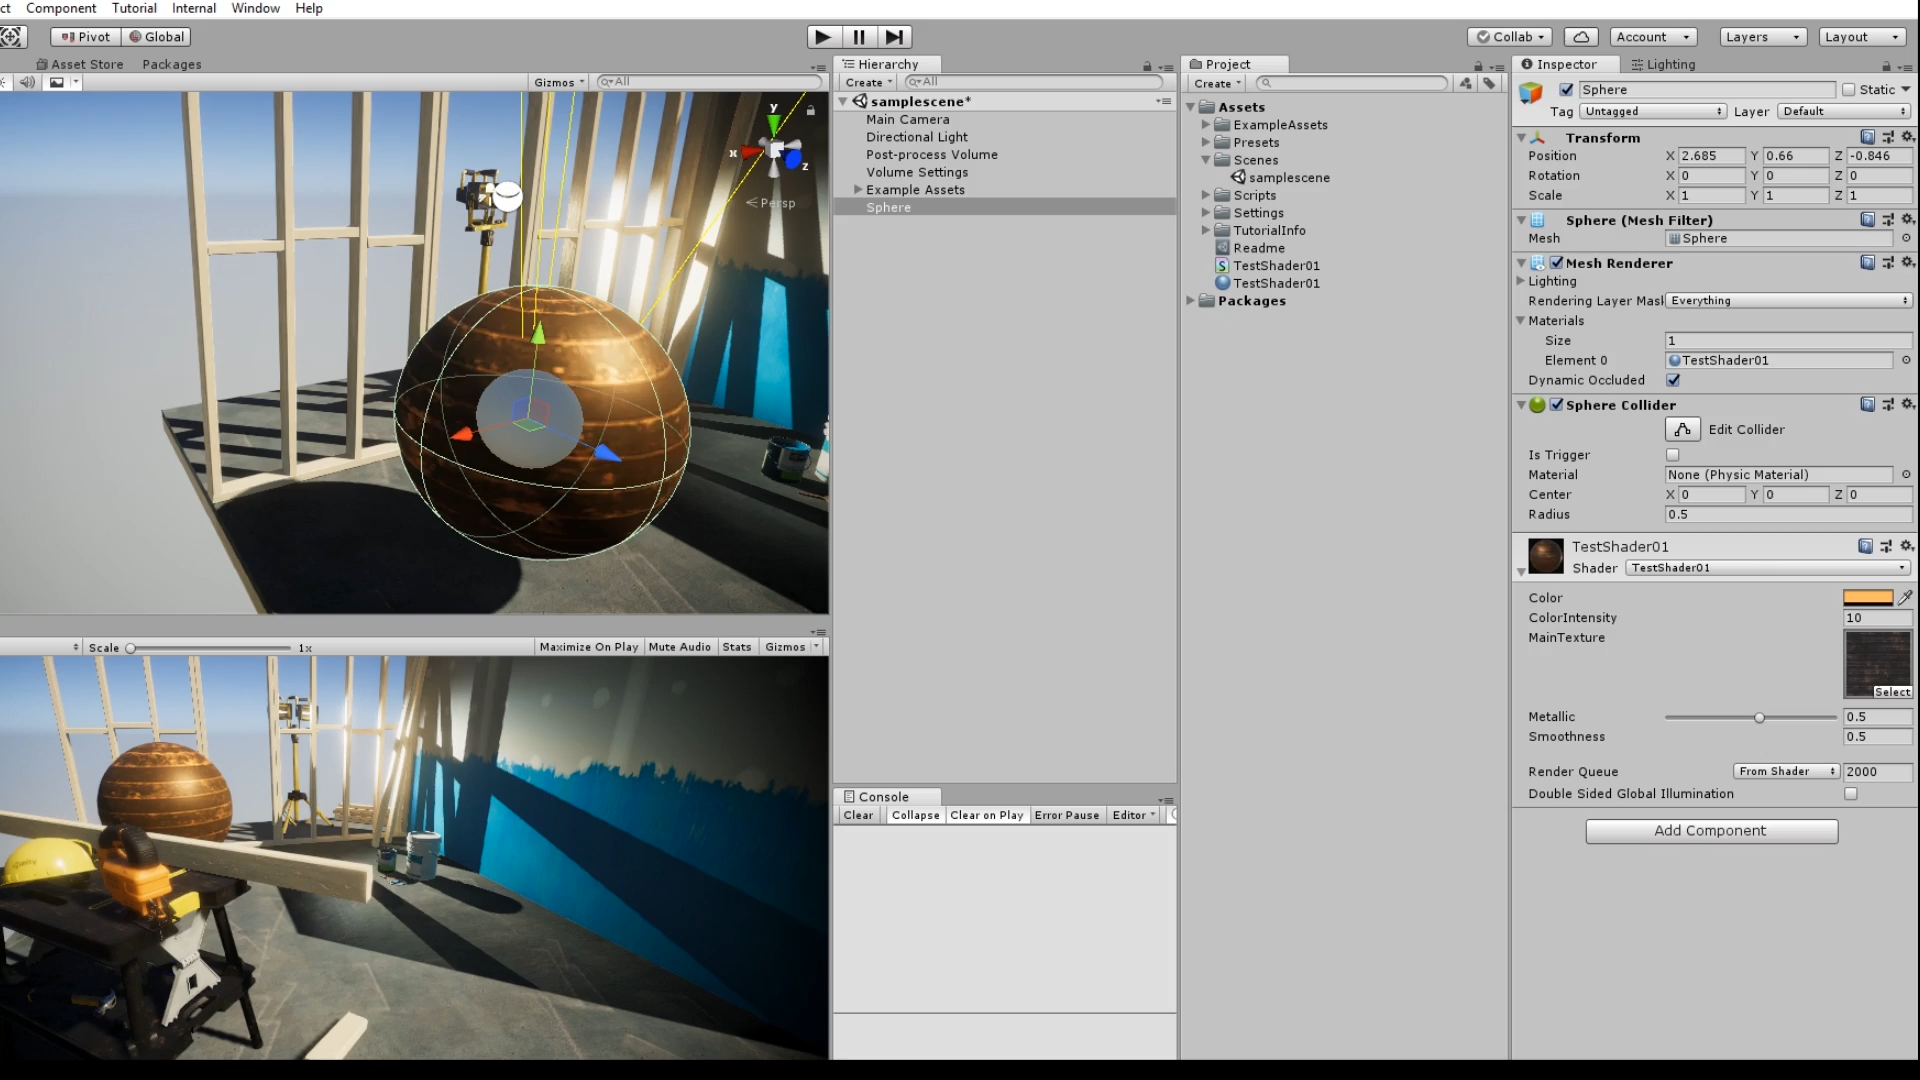 ct Component Tutorial Internal Window Help
Pivot Global Collab Account Layers Layout
Asset Store Packages
Gizmos All
y
x
z
Persp
Scale 1x Maximize On Play Mute Audio Stats Gizmos
Hierarchy
Create All
samplescene*
Main Camera
Directional Light
Post-process Volume
Volume Settings
Example Assets
Sphere
Console
Clear Collapse Clear on Play Error Pause Editor
Project
Create
Assets
ExampleAssets
Presets
Scenes
samplescene
Scripts
Settings
TutorialInfo
Readme
TestShader01
TestShader01
Packages
Inspector Lighting
Sphere Static
Tag Untagged Layer Default
Transform
Position X 2.685 Y 0.66 Z -0.846
Rotation X 0 Y 0 Z 0
Scale X 1 Y 1 Z 1
Sphere (Mesh Filter)
Mesh Sphere
Mesh Renderer
Lighting
Rendering Layer Mask Everything
Materials
Size 1
Element 0 TestShader01
Dynamic Occluded
Sphere Collider
Edit Collider
Is Trigger
Material None (Physic Material)
Center X 0 Y 0 Z 0
Radius 0.5
TestShader01
Shader TestShader01
Color
ColorIntensity 10
MainTexture
Select
Metallic 0.5
Smoothness 0.5
Render Queue From Shader 2000
Double Sided Global Illumination
Add Component